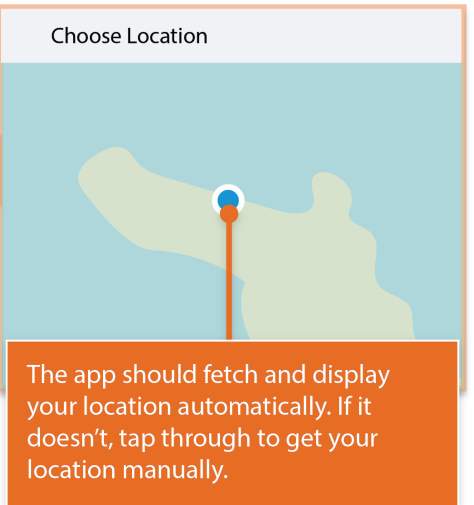 Choose Location
The app should fetch and display
your location automatically. If it
doesn’t, tap through to get your
location manually.